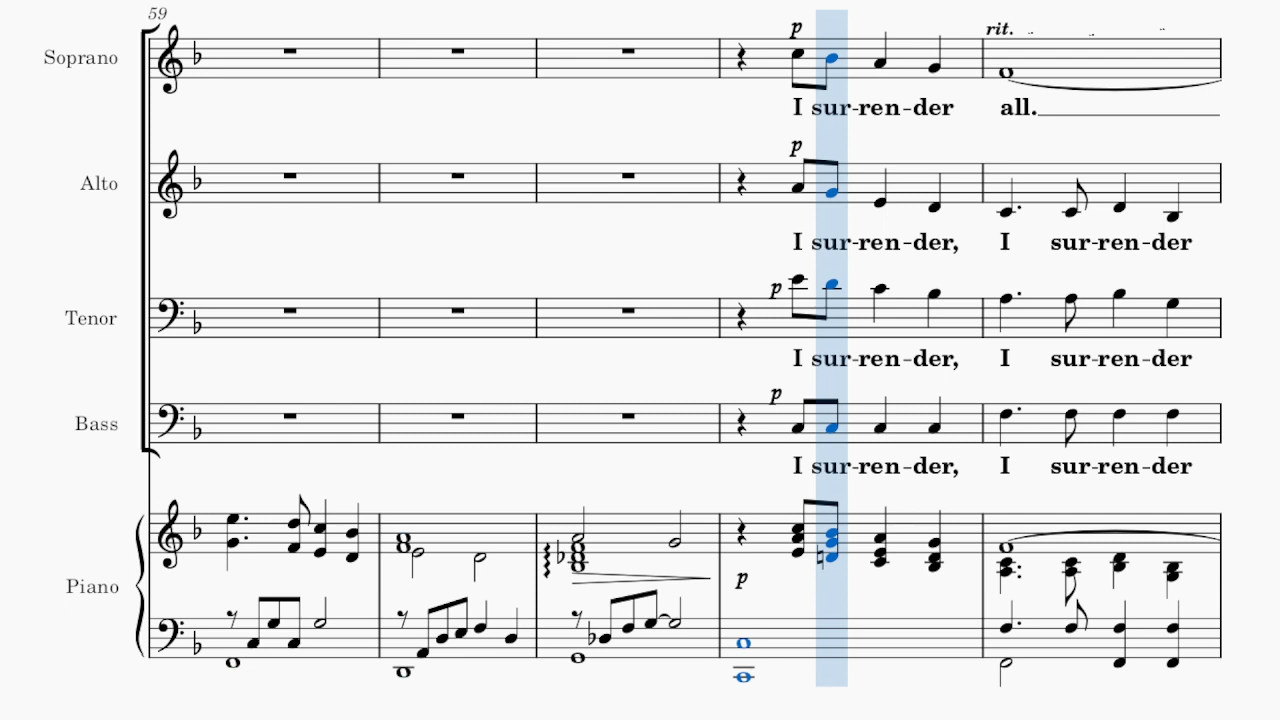 59
rit.
Soprano
p
I sur-ren-der all.
Alto
p
I sur-ren-der, I sur-ren-der
Tenor
p
I sur-ren-der, I sur-ren-der
Bass
p
I sur-ren-der, I sur-ren-der
Piano
p